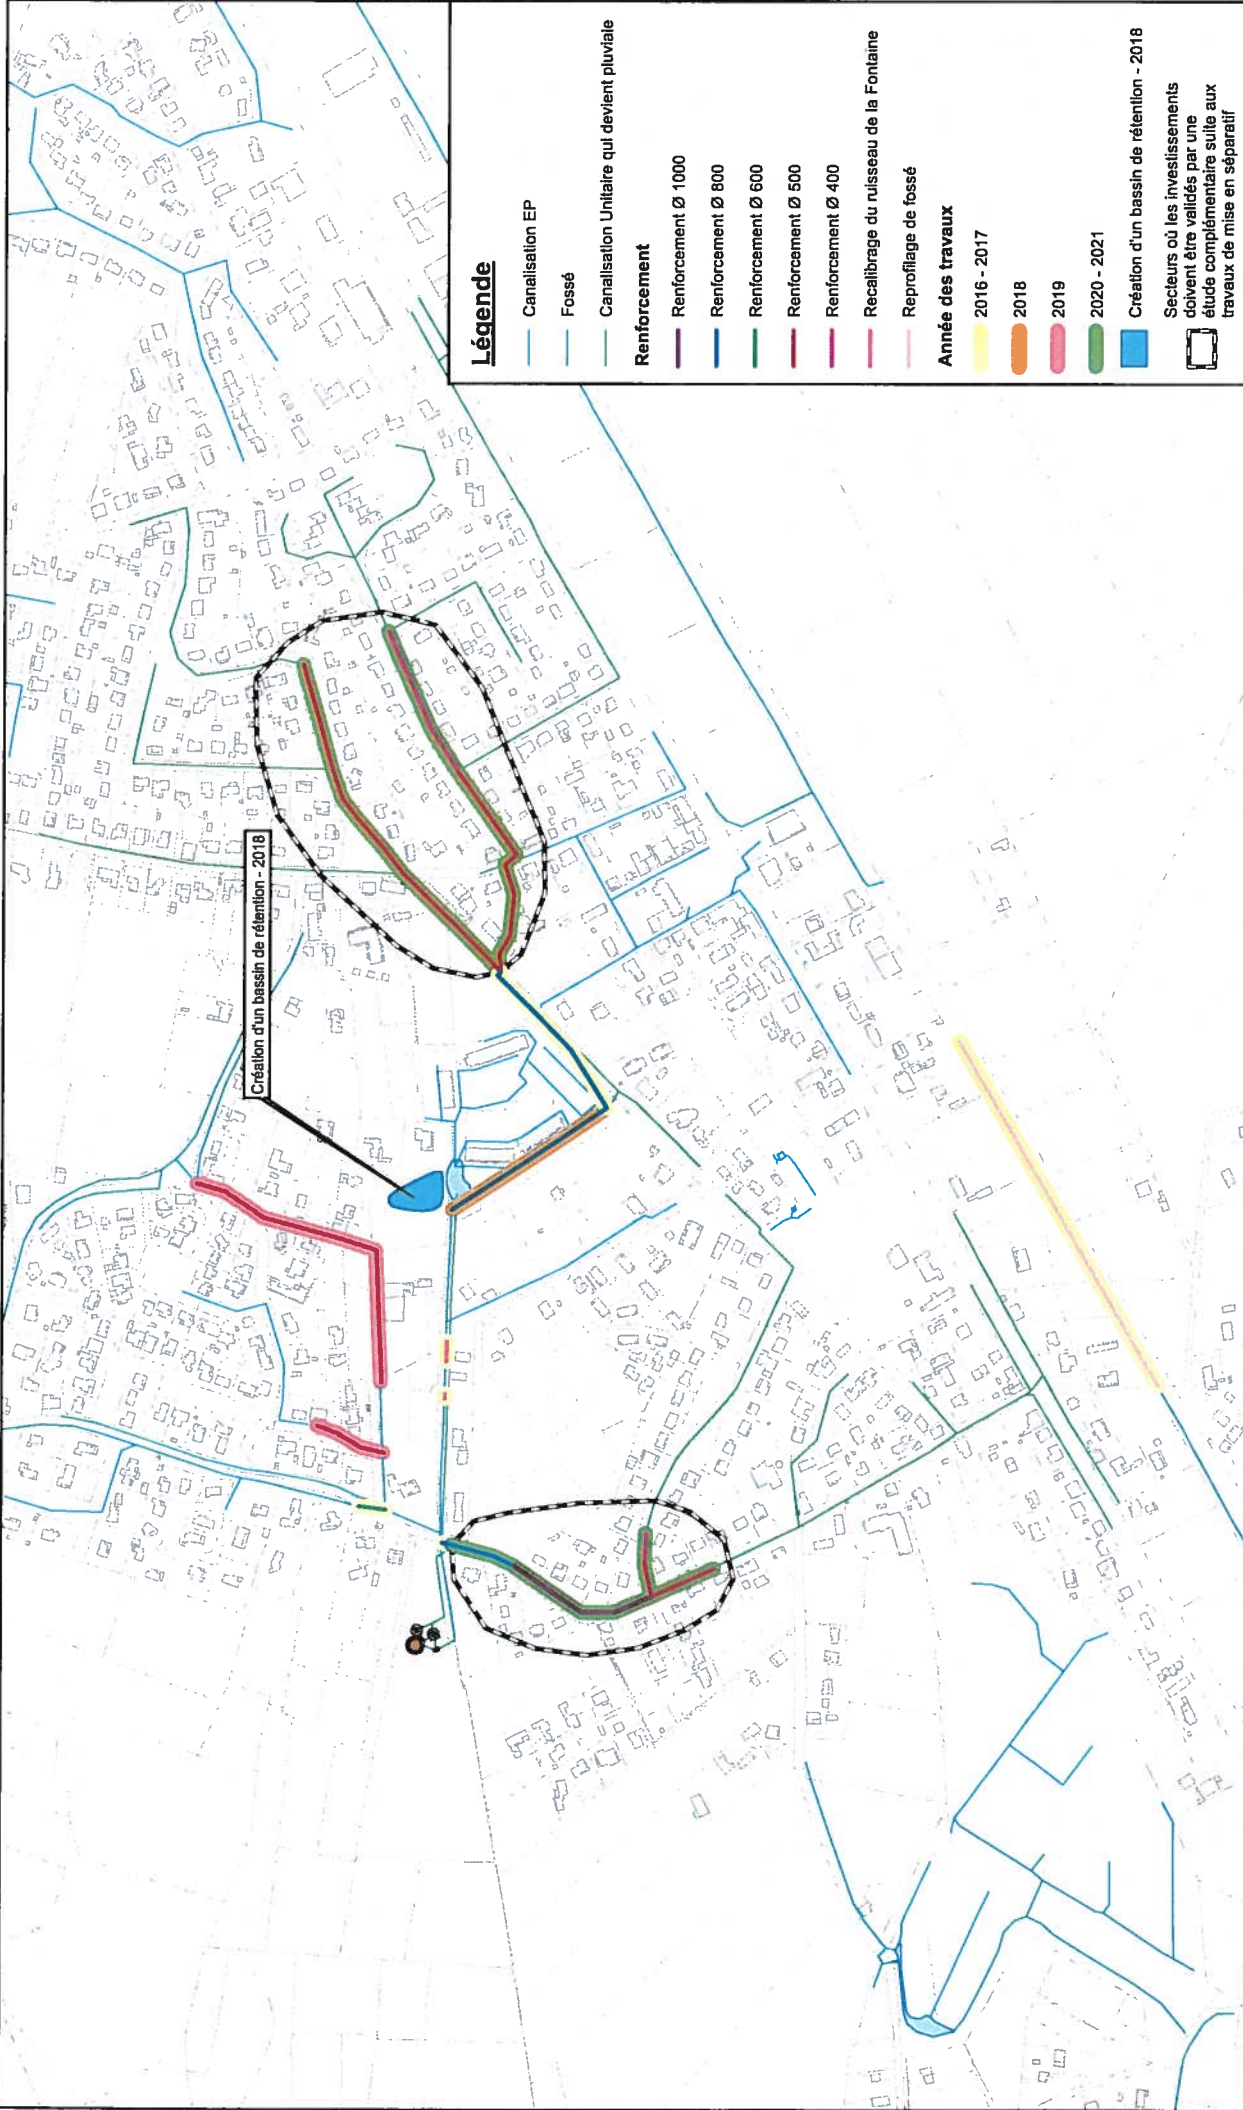 Création d'un bassin de rétention - 2018
Légende
Canalisation EP
Fossé
Canalisation Unitaire qui devient pluviale
Renforcement
Renforcement Ø 1000
Renforcement Ø 800
Renforcement Ø 600
Renforcement Ø 500
Renforcement Ø 400
Recalibrage du ruisseau de la Fontaine
Reprofilage de fossé
Année des travaux
2016 - 2017
2018
2019
2020 - 2021
Création d'un bassin de rétention - 2018
Secteurs où les investissements
doivent être validés par une
étude complémentaire suite aux
travaux de mise en séparatif